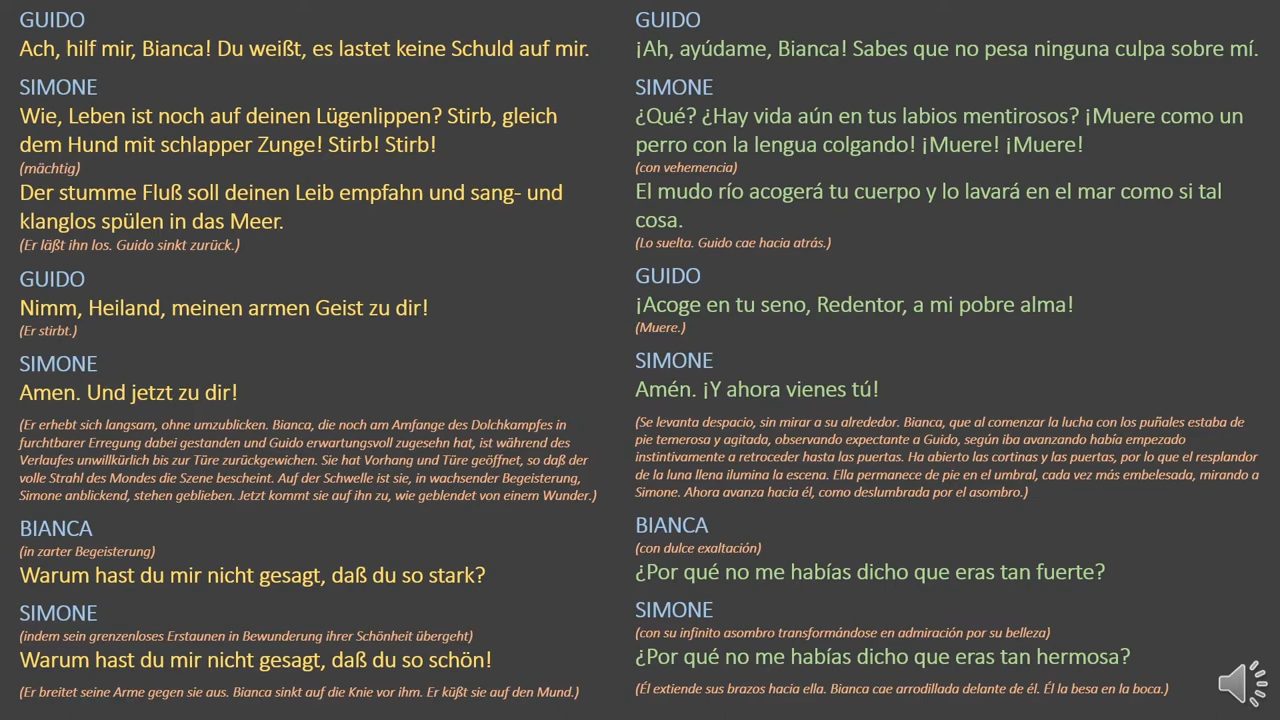 GUIDO
Ach, hilf mir, Bianca! Du weißt, es lastet keine Schuld auf mir.
SIMONE
Wie, Leben ist noch auf deinen Lügenlippen? Stirb, gleich
dem Hund mit schlapper Zunge! Stirb! Stirb!
(mächtig)
Der stumme Fluß soll deinen Leib empfahn und sang- und
klanglos spülen in das Meer.
(Er läßt ihn los. Guido sinkt zurück.)
GUIDO
Nimm, Heiland, meinen armen Geist zu dir!
(Er stirbt.)
SIMONE
Amen. Und jetzt zu dir!
(Er erhebt sich langsam, ohne umzublicken. Bianca, die noch am Amfange des Dolchkampfes in
furchtbarer Erregung dabei gestanden und Guido erwartungsvoll zugesehn hat, ist während des
Verlaufes unwillkürlich bis zur Türe zurückgewichen. Sie hat Vorhang und Türe geöffnet, so daß der
volle Strahl des Mondes die Szene bescheint. Auf der Schwelle ist sie, in wachsender Begeisterung,
Simone anblickend, stehen geblieben. Jetzt kommt sie auf ihn zu, wie geblendet von einem Wunder.)
BIANCA
(in zarter Begeisterung)
Warum hast du mir nicht gesagt, daß du so stark?
SIMONE
(indem sein grenzenloses Erstaunen in Bewunderung ihrer Schönheit übergeht)
Warum hast du mir nicht gesagt, daß du so schön!
(Er breitet seine Arme gegen sie aus. Bianca sinkt auf die Knie vor ihm. Er küßt sie auf den Mund.)
GUIDO
¡Ah, ayúdame, Bianca! Sabes que no pesa ninguna culpa sobre mí.
SIMONE
¿Qué? ¿Hay vida aún en tus labios mentirosos? ¡Muere como un
perro con la lengua colgando! ¡Muere! ¡Muere!
(con vehemencia)
El mudo río acogerá tu cuerpo y lo lavará en el mar como si tal
cosa.
(Lo suelta. Guido cae hacia atrás.)
GUIDO
¡Acoge en tu seno, Redentor, a mi pobre alma!
(Muere.)
SIMONE
Amén. ¡Y ahora vienes tú!
(Se levanta despacio, sin mirar a su alrededor. Bianca, que al comenzar la lucha con los puñales estaba de
pie temerosa y agitada, observando expectante a Guido, según iba avanzando había empezado
instintivamente a retroceder hasta las puertas. Ha abierto las cortinas y las puertas, por lo que el resplandor
de la luna llena ilumina la escena. Ella permanece de pie en el umbral, cada vez más embelesada, mirando a
Simone. Ahora avanza hacia él, como deslumbrada por el asombro.)
BIANCA
(con dulce exaltación)
¿Por qué no me habías dicho que eras tan fuerte?
SIMONE
(con su infinito asombro transformándose en admiración por su belleza)
¿Por qué no me habías dicho que eras tan hermosa?
(Él extiende sus brazos hacia ella. Bianca cae arrodillada delante de él. Él la besa en la boca.)